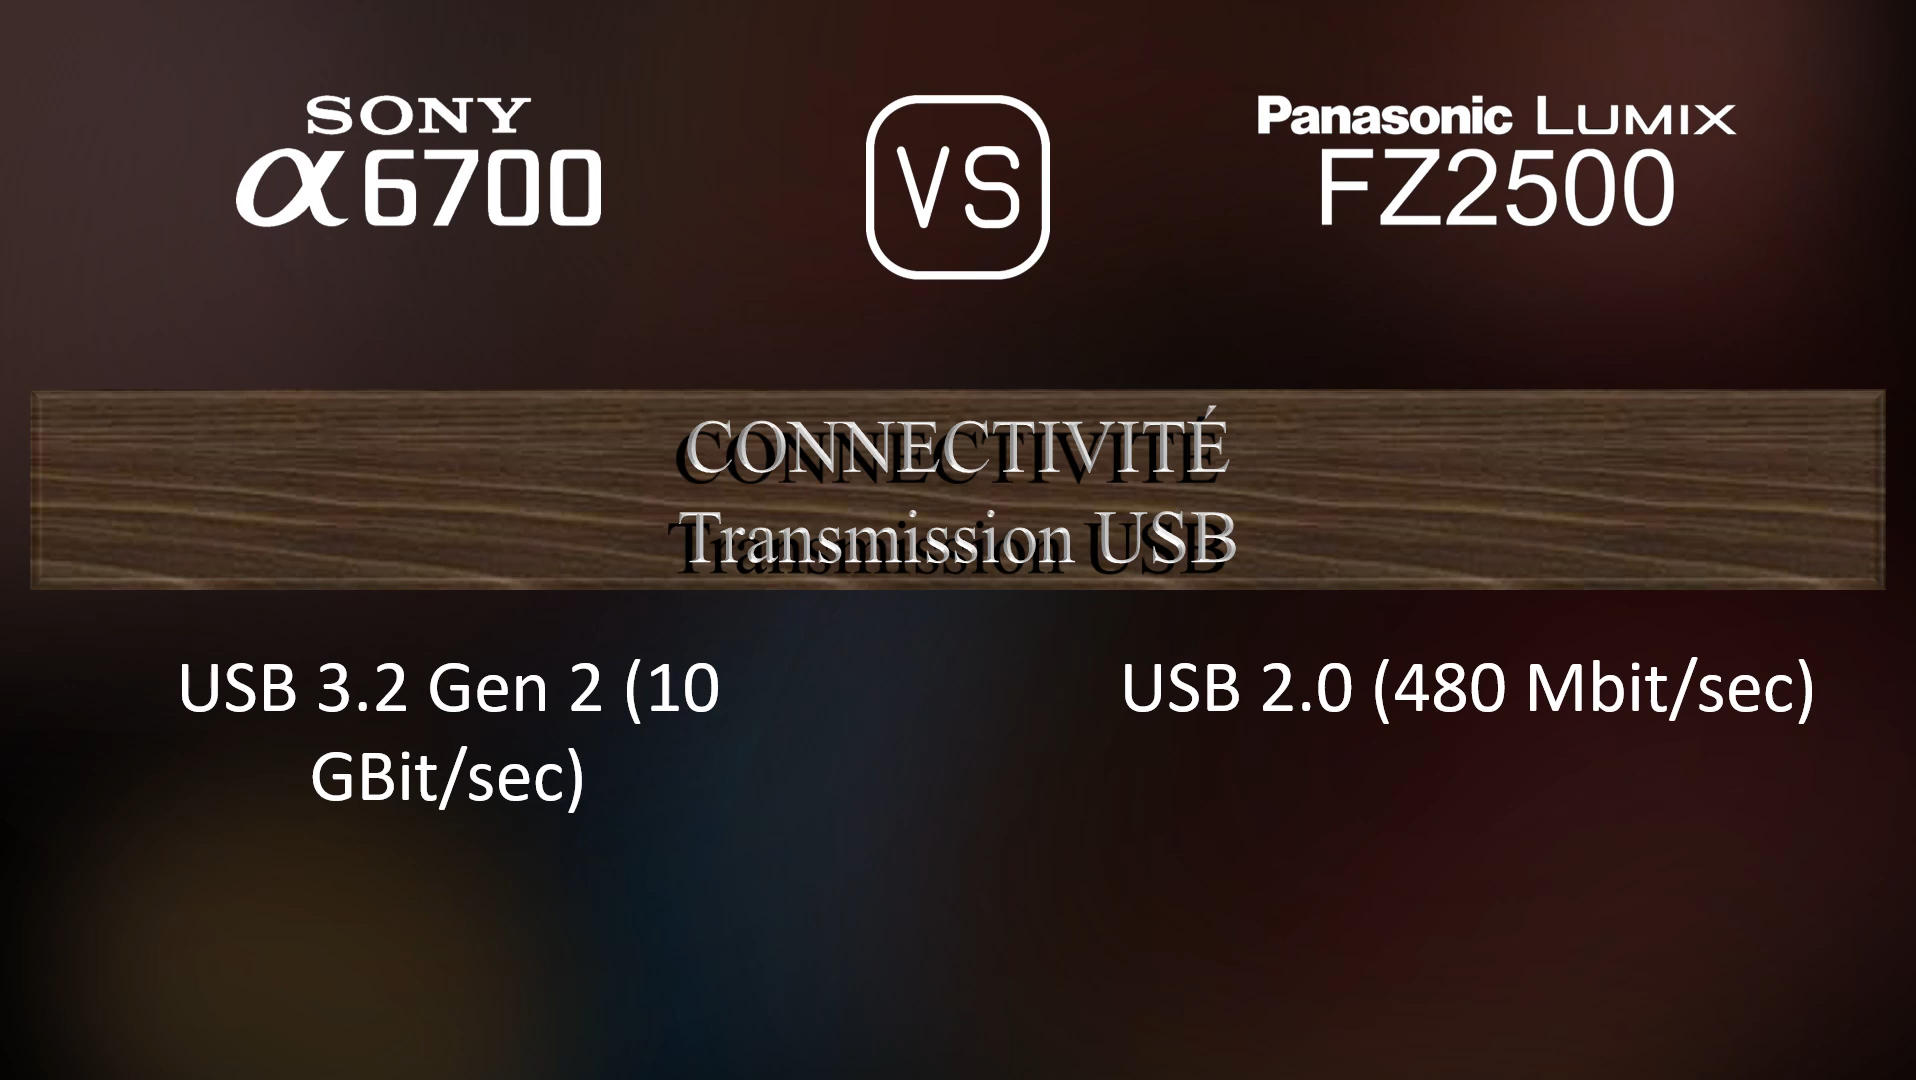 SONY
α6700
VS
Panasonic LUMIX
FZ2500
CONNECTIVITÉ
Transmission USB
USB 3.2 Gen 2 (10
GBit/sec)
USB 2.0 (480 Mbit/sec)